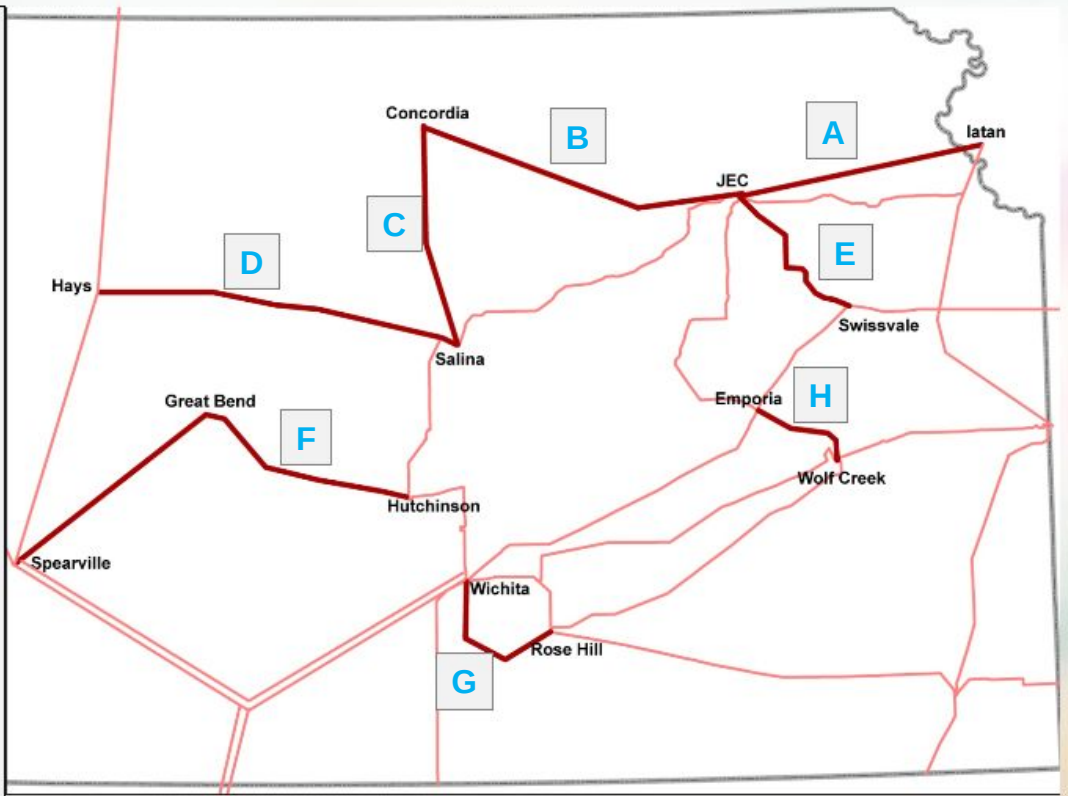 Concordia
B
A
Iatan
JEC
C
D
E
Hays
Swissvale
Salina
Great Bend
Emporia
H
F
Wolf Creek
Hutchinson
Spearville
Wichita
Rose Hill
G